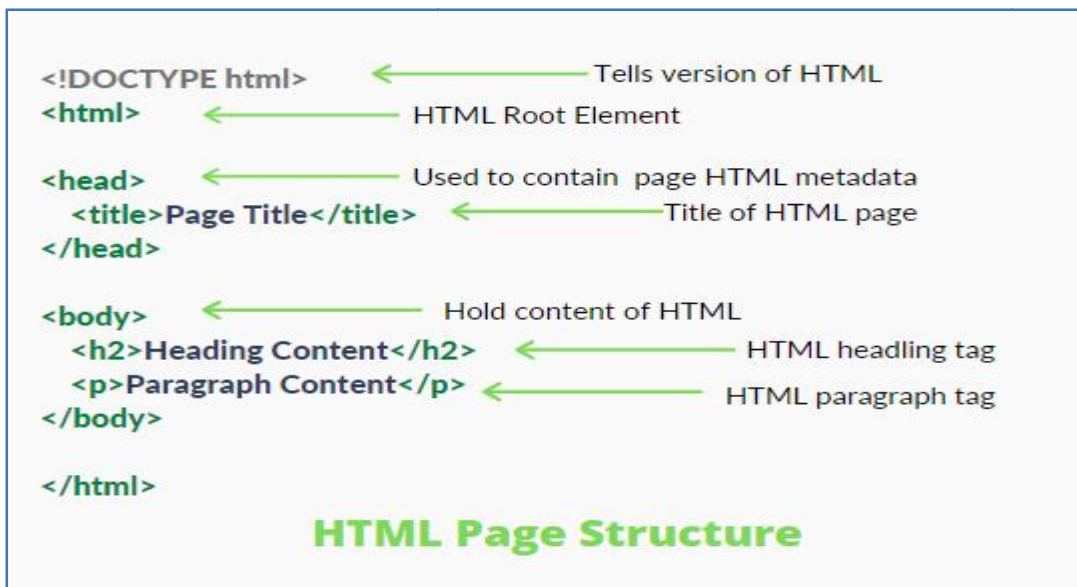 <!DOCTYPE html> Tells version of HTML
<html> HTML Root Element
<head> Used to contain page HTML metadata
<title>Page Title</title> Title of HTML page
</head>
<body> Hold content of HTML
<h2>Heading Content</h2> HTML headling tag
<p>Paragraph Content</p> HTML paragraph tag
</body>
</html>
HTML Page Structure